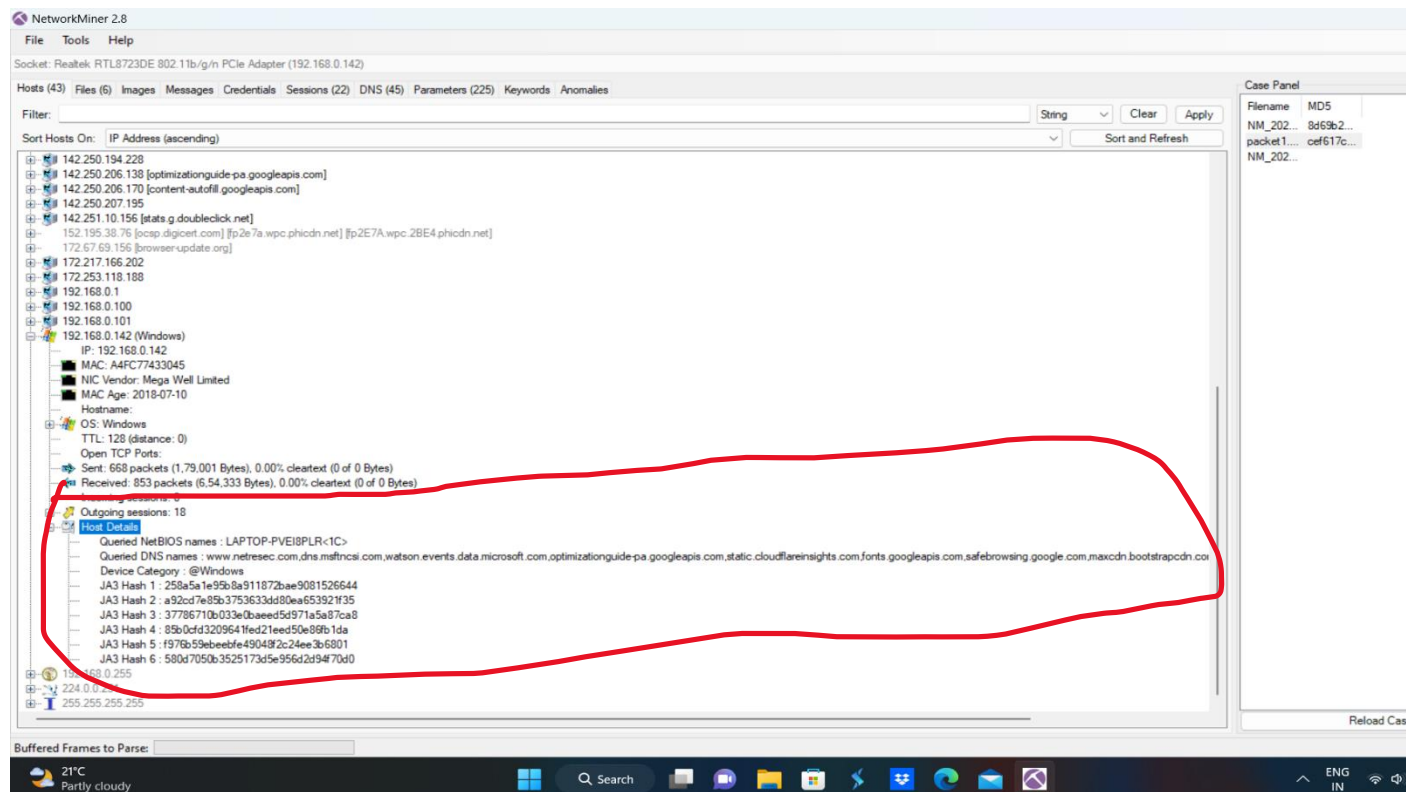 NetworkMiner 2.8
File Tools Help
Socket: Realtek RTL8723DE 802.11b/g/n PCIe Adapter (192.168.0.142)
Hosts (43) Files (6) Images Messages Credentials Sessions (22) DNS (45) Parameters (225) Keywords Anomalies
Filter: String Clear Apply
Sort Hosts On: IP Address (ascending) Sort and Refresh
142.250.194.228
142.250.206.138 [optimizationguide-pa.googleapis.com]
142.250.206.170 [content-autofill.googleapis.com]
142.250.207.195
142.251.10.156 [stats.g.doubleclick.net]
152.195.38.76 [ocsp.digicert.com] [fp2e7a.wpc.phicdn.net] [fp2E7A.wpc.2BE4.phicdn.net]
172.67.69.156 [browser-update.org]
172.217.166.202
172.253.118.188
192.168.0.1
192.168.0.100
192.168.0.101
192.168.0.142 (Windows)
IP: 192.168.0.142
MAC: A4FC77433045
NIC Vendor: Mega Well Limited
MAC Age: 2018-07-10
Hostname:
OS: Windows
TTL: 128 (distance: 0)
Open TCP Ports:
Sent: 668 packets (1,79,001 Bytes), 0.00% cleartext (0 of 0 Bytes)
Received: 853 packets (6,54,333 Bytes), 0.00% cleartext (0 of 0 Bytes)
Incoming sessions: 0
Outgoing sessions: 18
Host Details
Queried NetBIOS names : LAPTOP-PVEI8PLR<1C>
Queried DNS names : www.netresec.com,dns.msftncsi.com,watson.events.data.microsoft.com,optimizationguide-pa.googleapis.com,static.cloudflareinsights.com,fonts.googleapis.com,safebrowsing.google.com,maxcdn.bootstrapcdn.co
Device Category : @Windows
JA3 Hash 1 : 258a5a1e95b8a911872bae9081526644
JA3 Hash 2 : a92cd7e85b3753633dd80ea653921f35
JA3 Hash 3 : 37786710b033e0baeed5d971a5a87ca8
JA3 Hash 4 : 85b0cfd3209641fed21eed50e86fb1da
JA3 Hash 5 : f976b59ebeebfe49048f2c24ee3b6801
JA3 Hash 6 : 580d7050b3525173d5e956d2d94f70d0
192.168.0.255
224.0.0.
255.255.255.255
Case Panel
Filename MD5
NM_202... 8d69b2...
packet1.... cef617c...
NM_202...
Reload Cas
Buffered Frames to Parse:
21°C
Partly cloudy
Search
ENG
IN